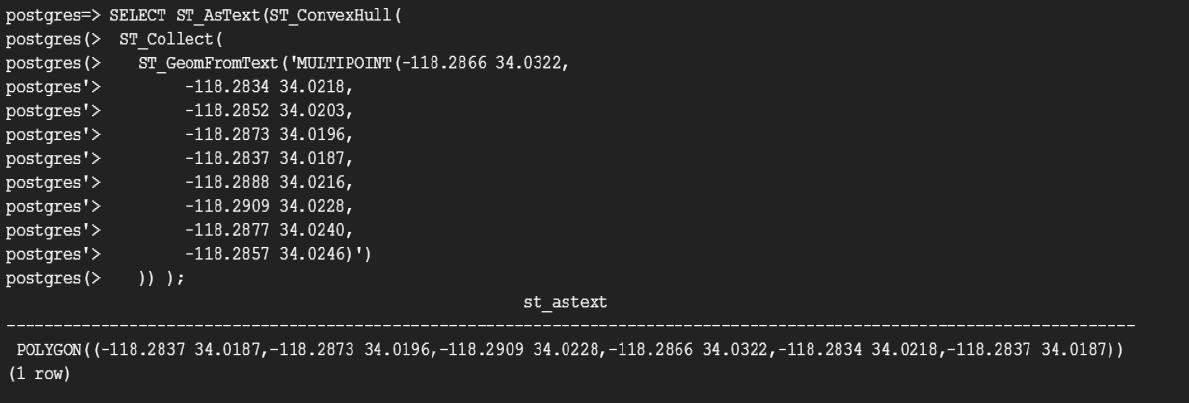 postgres=> SELECT ST_AsText(ST_ConvexHull(
postgres(>  ST_Collect(
postgres(>    ST_GeomFromText('MULTIPOINT(-118.2866 34.0322,
postgres'>         -118.2834 34.0218,
postgres'>         -118.2852 34.0203,
postgres'>         -118.2873 34.0196,
postgres'>         -118.2837 34.0187,
postgres'>         -118.2888 34.0216,
postgres'>         -118.2909 34.0228,
postgres'>         -118.2877 34.0240,
postgres'>         -118.2857 34.0246)')
postgres(>    )) );
st_astext
------------------------------------------------------------------------------------------------------------------------
POLYGON((-118.2837 34.0187,-118.2873 34.0196,-118.2909 34.0228,-118.2866 34.0322,-118.2834 34.0218,-118.2837 34.0187))
(1 row)